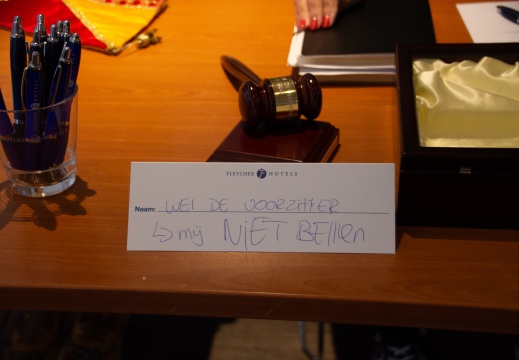 FLETCHER HOTELS
Naam: WEL DE VOORZITTER
↳ mij NIET BEllen